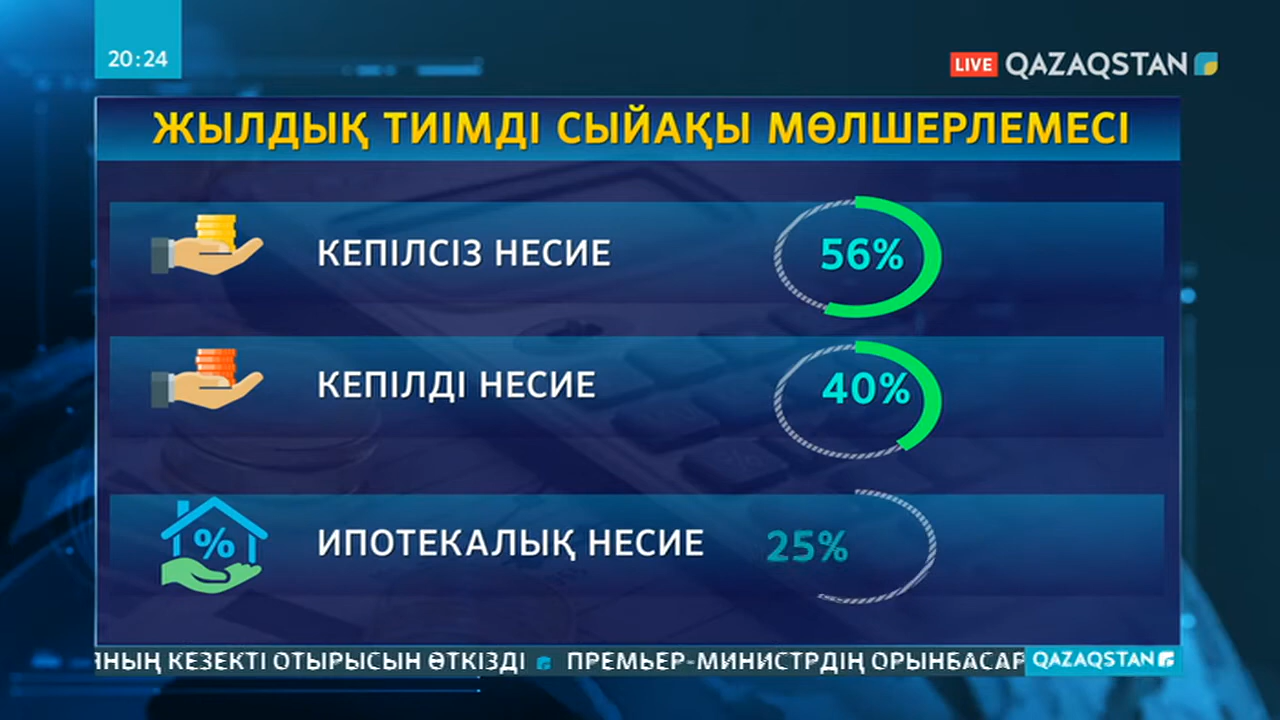 20:24
LIVE QAZAQSTAN
ЖЫЛДЫҚ ТИІМДІ СЫЙАҚЫ МӨЛШЕРЛЕМЕСІ
КЕПІЛСІЗ НЕСИЕ 56%
КЕПІЛДІ НЕСИЕ 40%
% ИПОТЕКАЛЫҚ НЕСИЕ 25%
КЕЗЕКТІ ОТЫРЫСЫН ӨТКІЗДІ ПРЕМЬЕР-МИНИСТРДІҢ ОРЫНБАСАР QAZAQSTAN